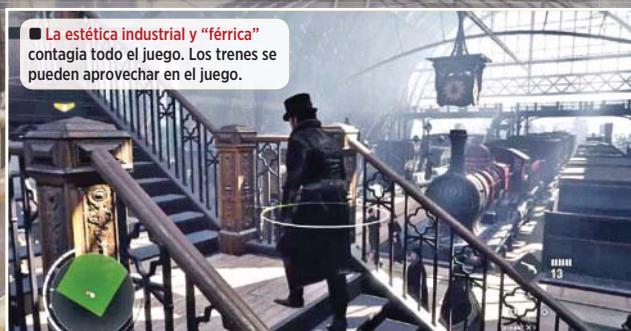 ■ La estética industrial y “férrica”
contagia todo el juego. Los trenes se
pueden aprovechar en el juego.
13